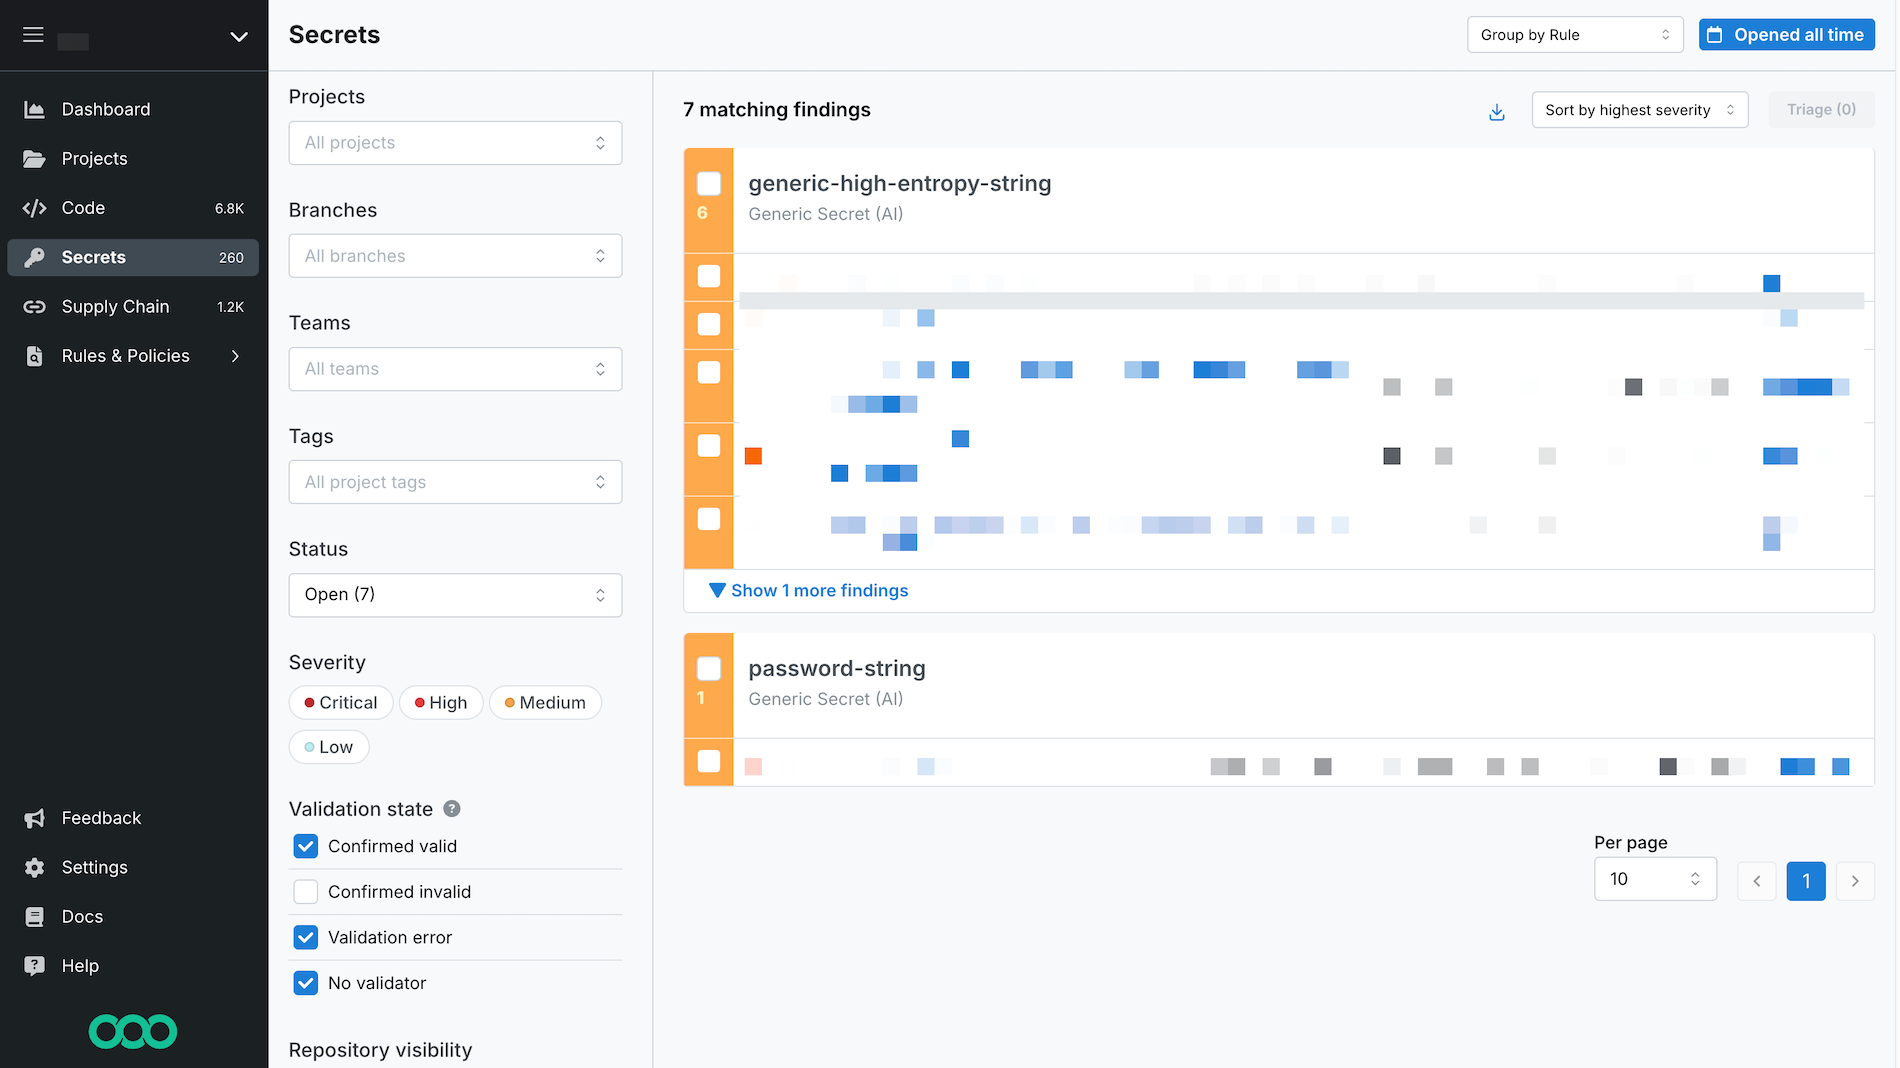 Dashboard
Projects
Code 6.8K
Secrets 260
Supply Chain 1.2K
Rules & Policies
Feedback
Settings
Docs
Help
Secrets
Group by Rule
Opened all time
Projects
All projects
Branches
All branches
Teams
All teams
Tags
All project tags
Status
Open (7)
Severity
Critical
High
Medium
Low
Validation state ?
Confirmed valid
Confirmed invalid
Validation error
No validator
Repository visibility
7 matching findings
Sort by highest severity
Triage (0)
generic-high-entropy-string
6
Generic Secret (AI)
Show 1 more findings
password-string
1
Generic Secret (AI)
Per page
10
1